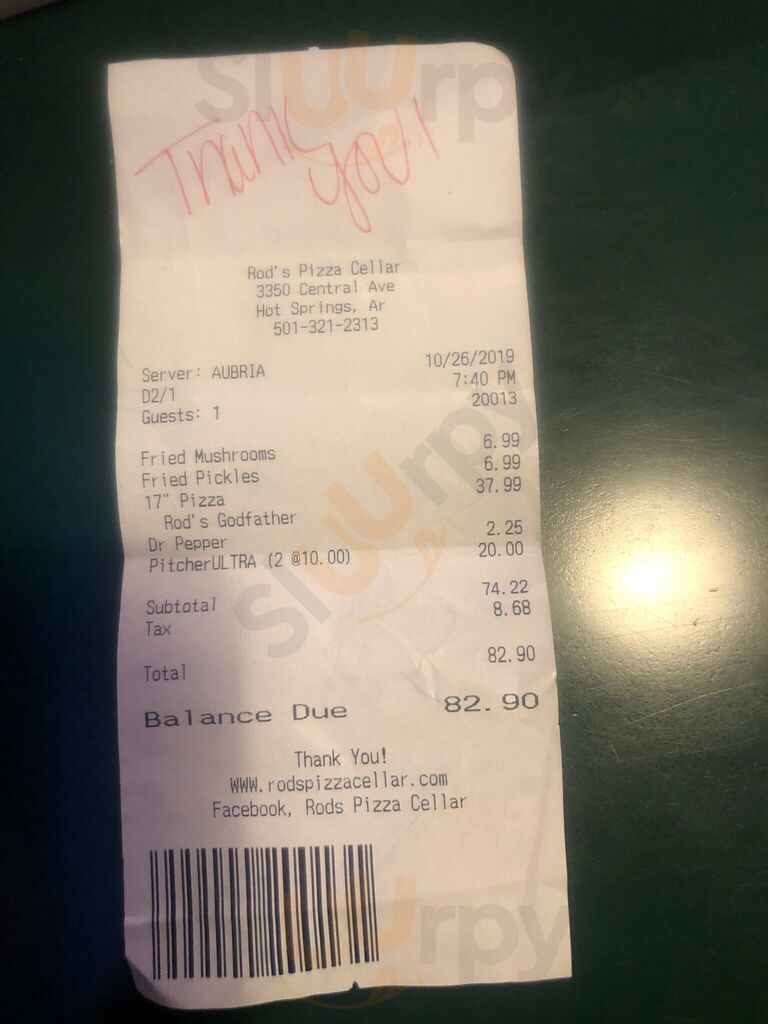 SluUrpy
Thank
you!
Rod's Pizza Cellar
3350 Central Ave
Hot Springs, Ar
501-321-2313
Server: AUBRIA 10/26/2019
D2/1 7:40 PM
Guests: 1 20013
Fried Mushrooms 6.99
Fried Pickles 6.99
17" Pizza 37.99
Rod's Godfather
Dr Pepper 2.25
PitcherULTRA (2 @10.00) 20.00
SluUrpy
Subtotal 74.22
Tax 8.68
Total 82.90
Balance Due 82.90
Thank You!
WWW.rodspizzacellar.com
Facebook, Rods Pizza Cellar
uUrpy